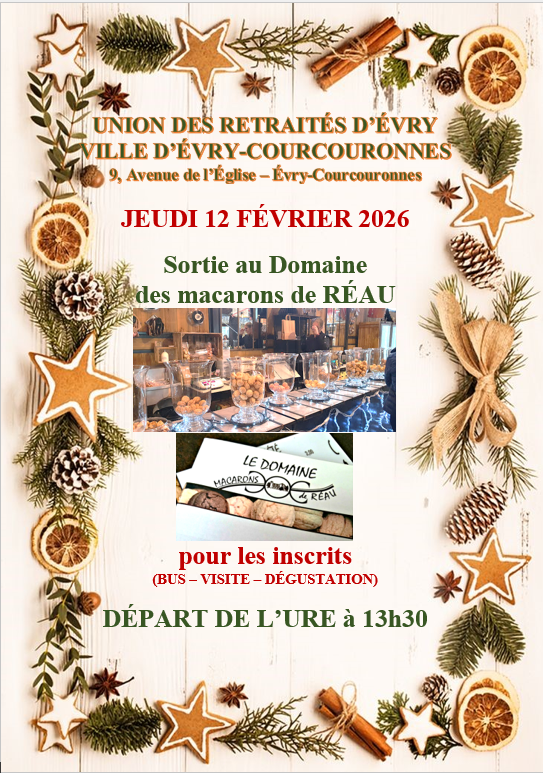 UNION DES RETRAITÉS D’ÉVRY
VILLE D’ÉVRY-COURCOURONNES
9, Avenue de l’Église – Évry-Courcouronnes
JEUDI 12 FÉVRIER 2026
Sortie au Domaine
des macarons de RÉAU
LE DOMAINE
MACARONS
de RÉAU
pour les inscrits
(BUS – VISITE – DÉGUSTATION)
DÉPART DE L’URE à 13h30